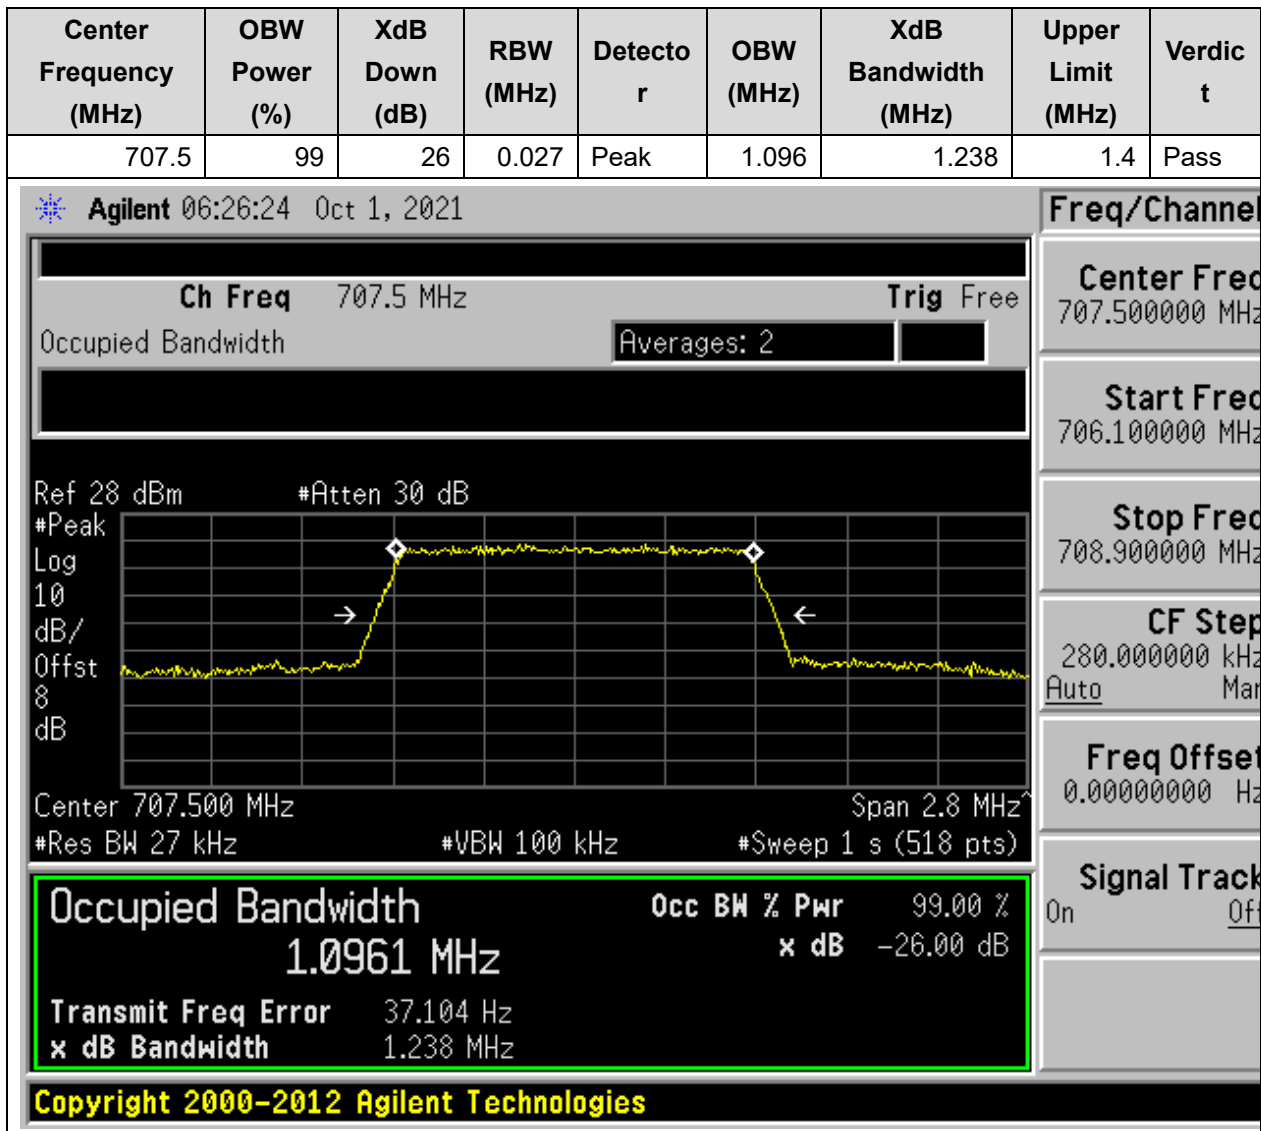 Center Frequency (MHz) OBW Power (%) XdB Down (dB) RBW (MHz) Detecto r OBW (MHz) XdB Bandwidth (MHz) Upper Limit (MHz) Verdic t
707.5 99 26 0.027 Peak 1.096 1.238 1.4 Pass
Agilent 06:26:24 Oct 1, 2021
Ch Freq 707.5 MHz Trig Free
Occupied Bandwidth Averages: 2
Ref 28 dBm #Atten 30 dB
#Peak
Log
10
dB/
Offst
8
dB
Center 707.500 MHz Span 2.8 MHz^
#Res BW 27 kHz #VBW 100 kHz #Sweep 1 s (518 pts)
Occupied Bandwidth Occ BW % Pwr 99.00 %
1.0961 MHz x dB -26.00 dB
Transmit Freq Error 37.104 Hz
x dB Bandwidth 1.238 MHz
Copyright 2000-2012 Agilent Technologies
Freq/Channel
Center Freq
707.500000 MHz
Start Freq
706.100000 MHz
Stop Freq
708.900000 MHz
CF Step
280.000000 kHz
Auto Man
Freq Offset
0.00000000 Hz
Signal Track
On Off